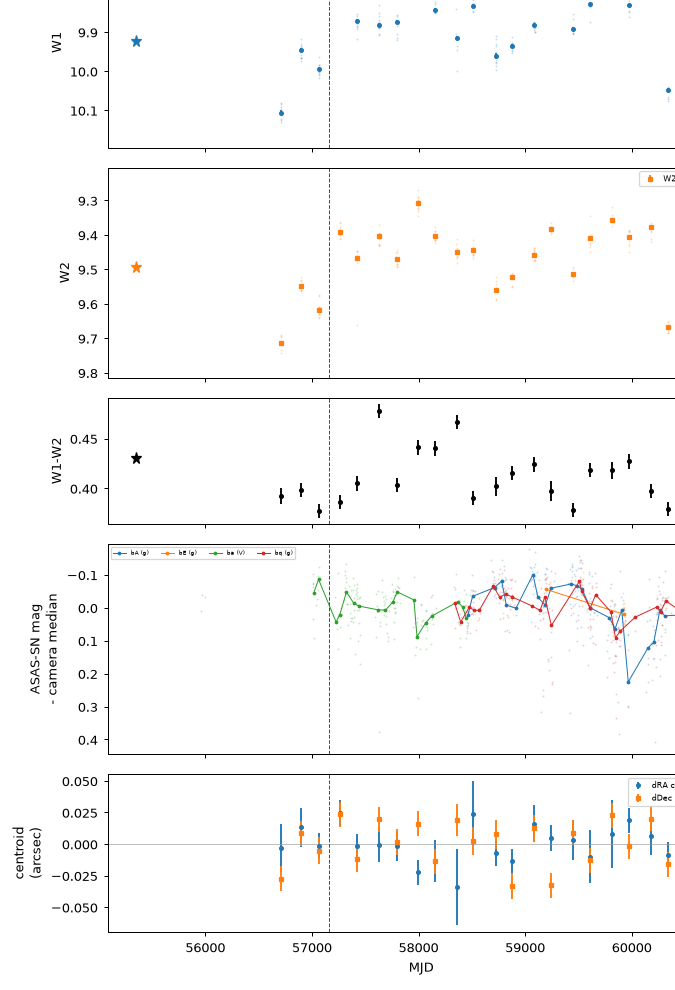 W1
9.9
10.0
10.1
W2
9.3
9.4
9.5
9.6
9.7
9.8
W2
W1-W2
0.45
0.40
ASAS-SN mag
- camera median
bA (g) bE (g) ba (V) bq (g)
−0.1
0.0
0.1
0.2
0.3
0.4
centroid
(arcsec)
dRA c
dDec
0.050
0.025
0.000
−0.025
−0.050
56000 57000 58000 59000 60000
MJD